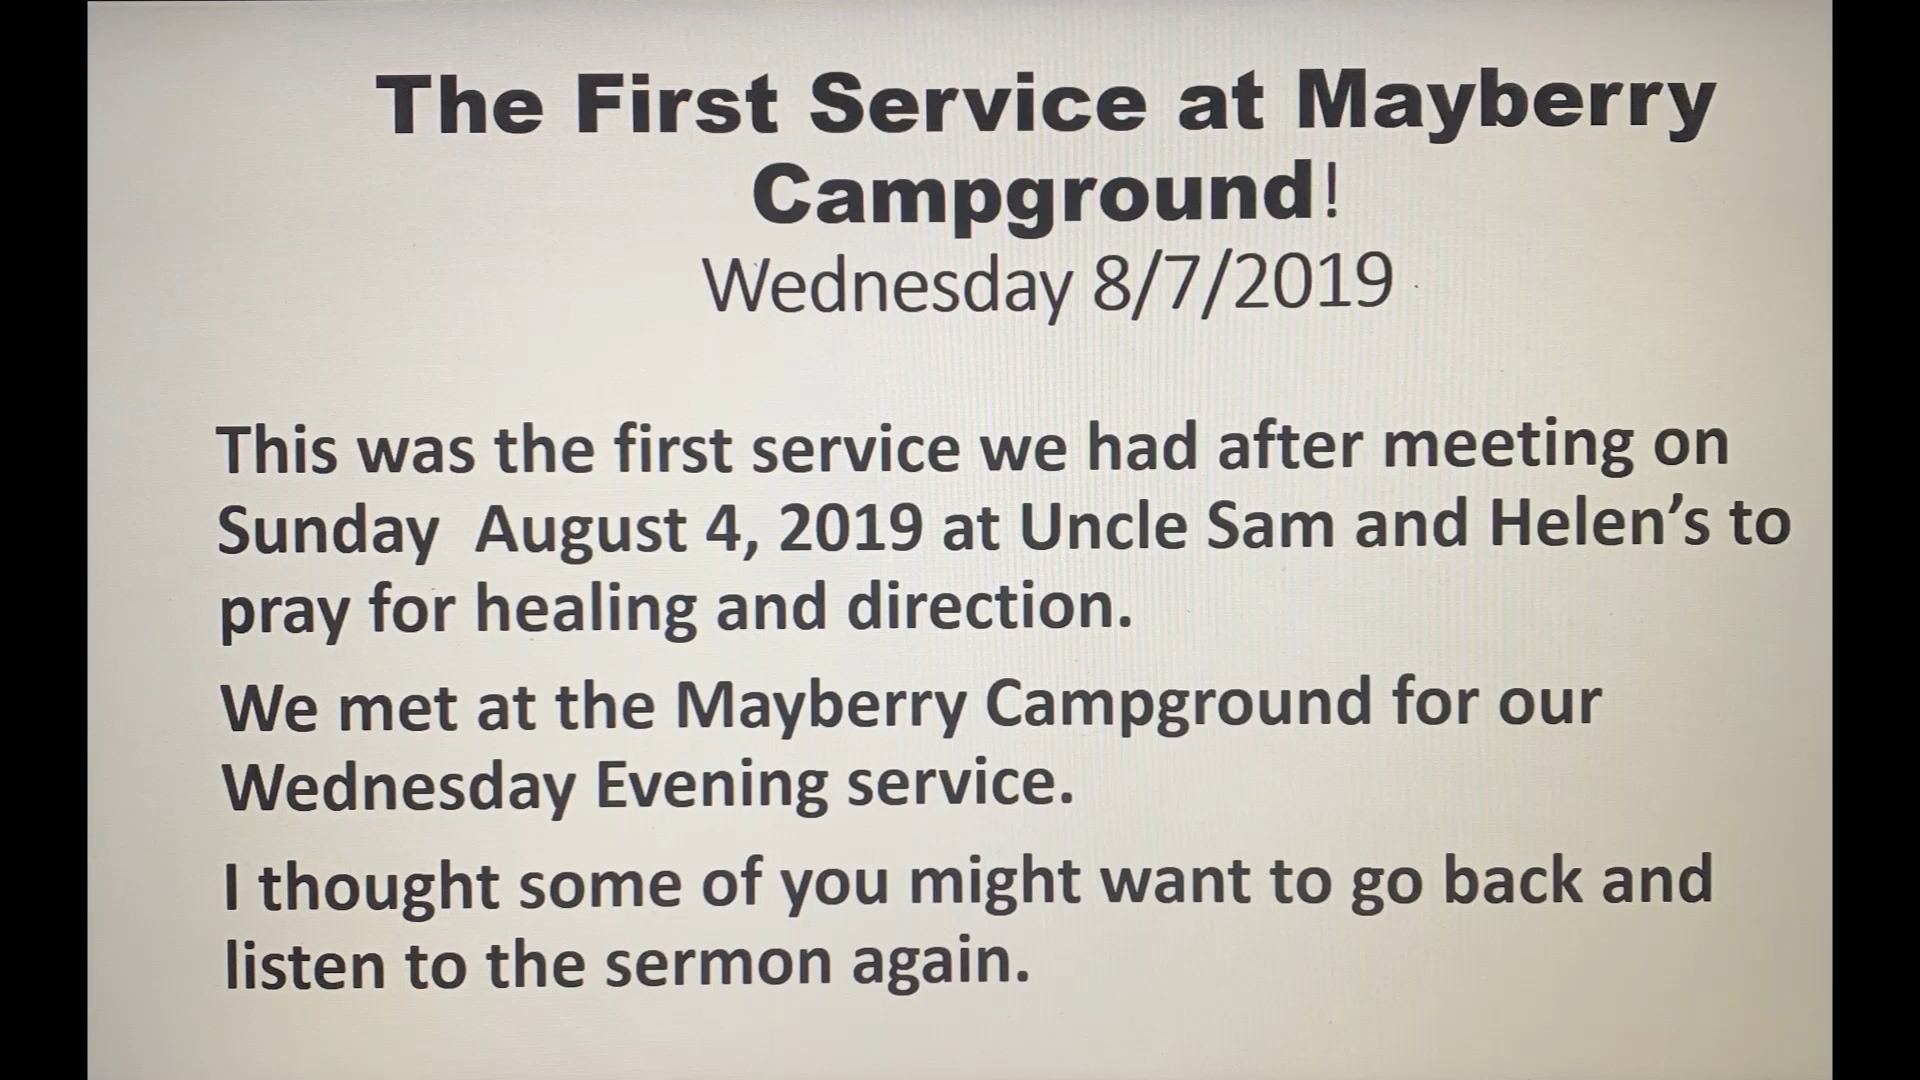 The First Service at Mayberry
Campground!
Wednesday 8/7/2019
This was the first service we had after meeting on
Sunday  August 4, 2019 at Uncle Sam and Helen’s to
pray for healing and direction.
We met at the Mayberry Campground for our
Wednesday Evening service.
I thought some of you might want to go back and
listen to the sermon again.